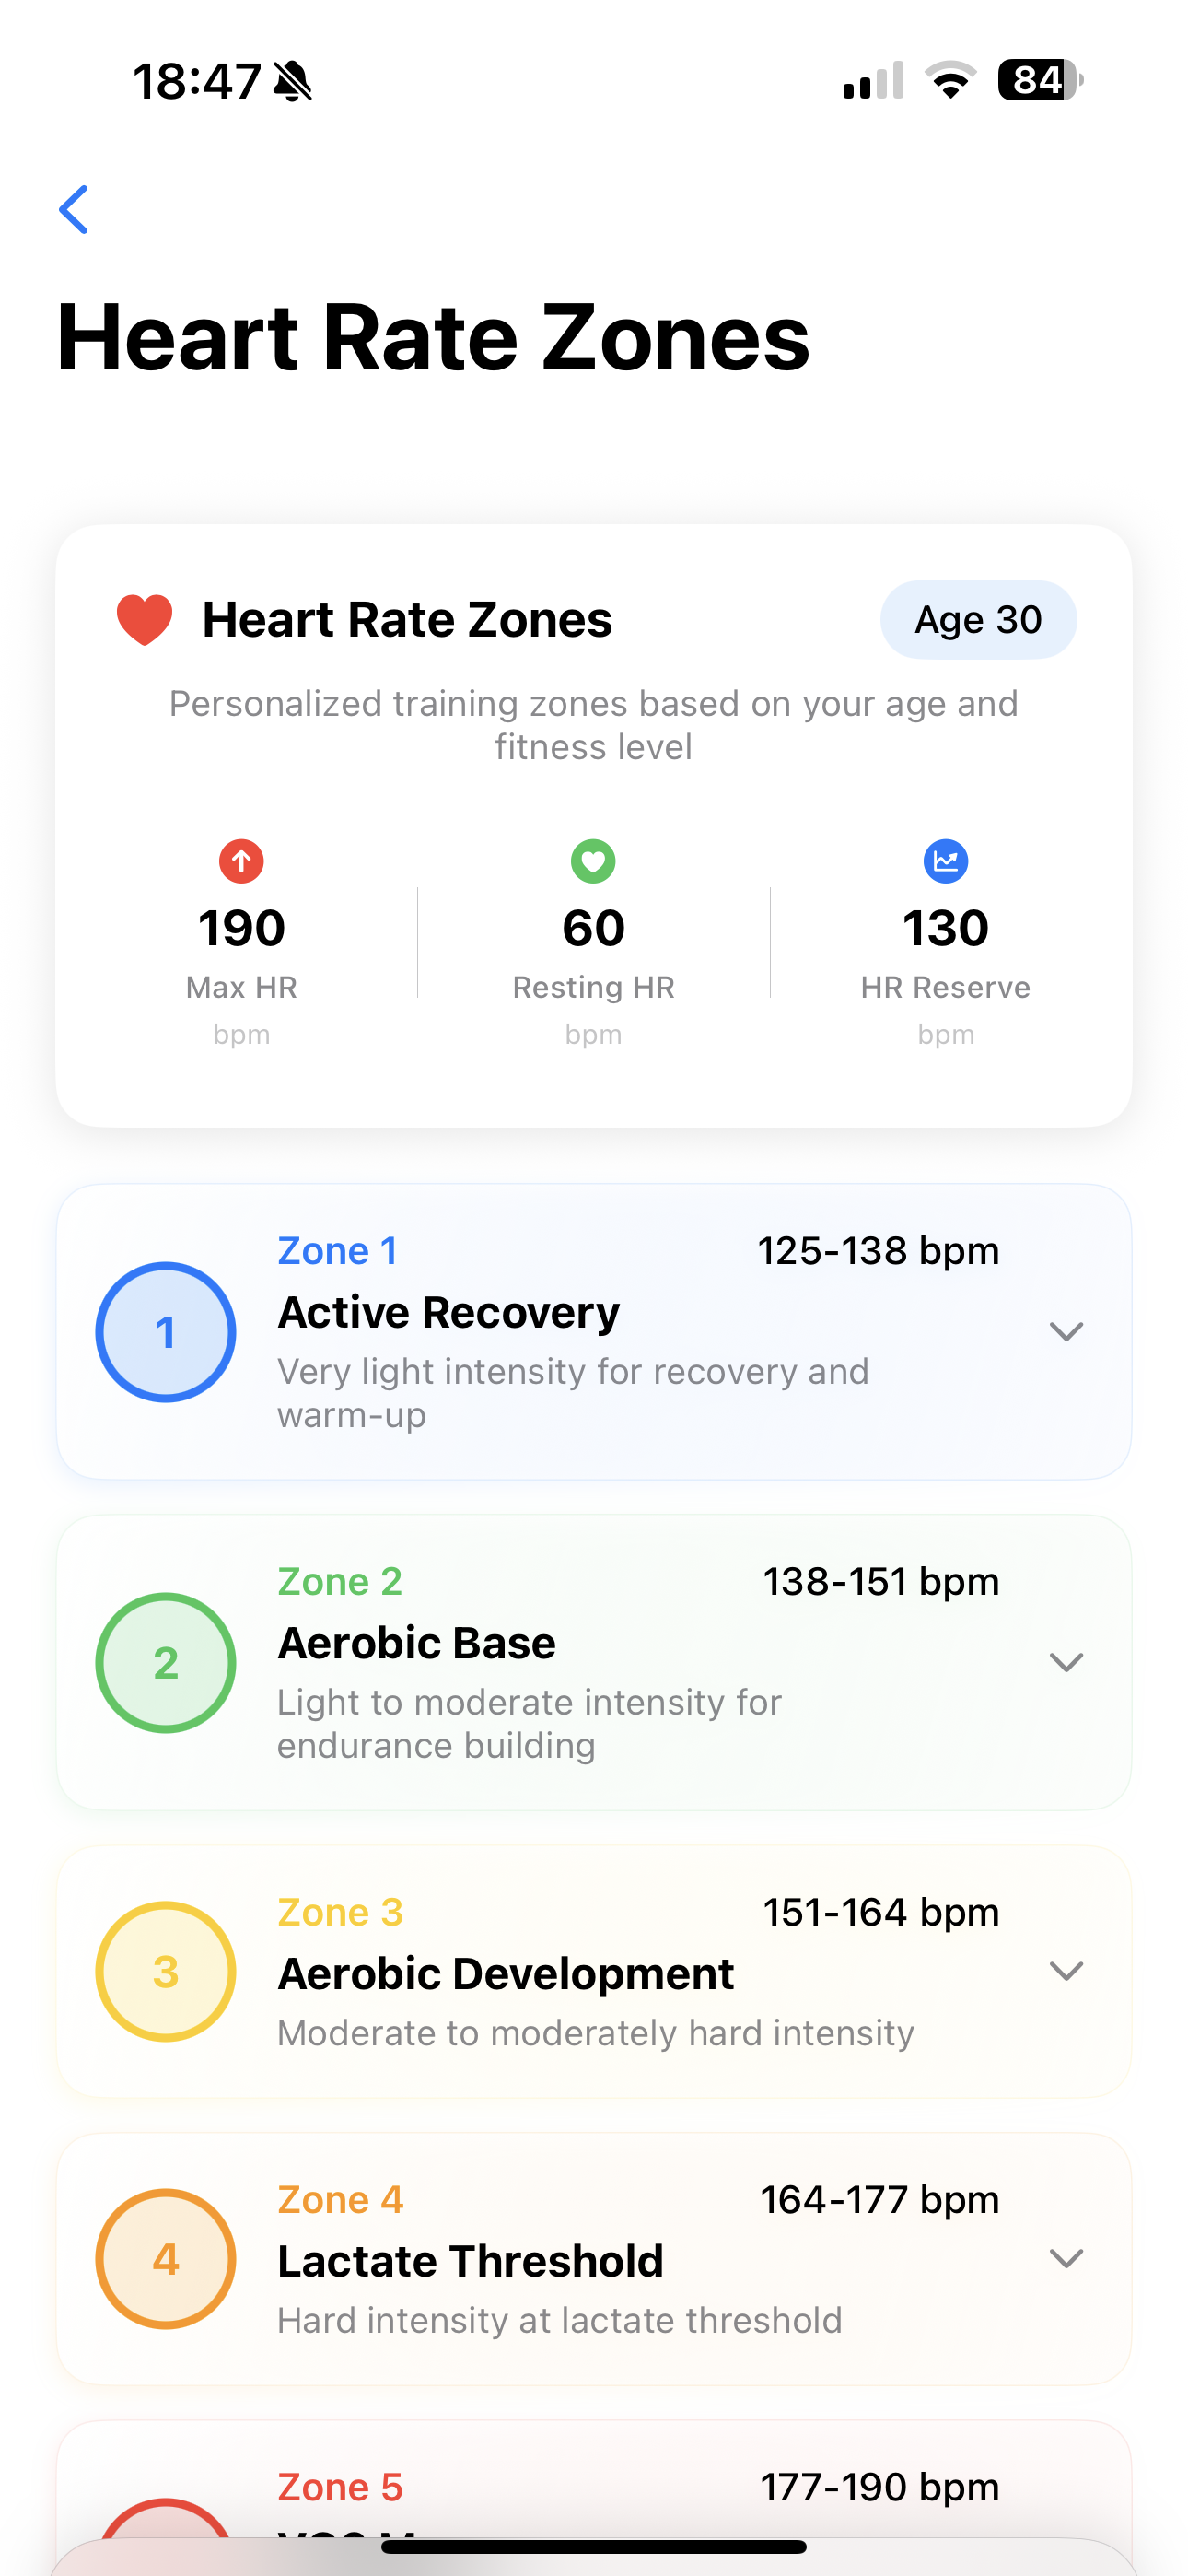 18:47
84
Heart Rate Zones
Heart Rate Zones
Age 30
Personalized training zones based on your age and
fitness level
190
60
130
Max HR
Resting HR
HR Reserve
bpm
bpm
bpm
Zone 1
125-138 bpm
1
Active Recovery
Very light intensity for recovery and
warm-up
Zone 2
138-151 bpm
2
Aerobic Base
Light to moderate intensity for
endurance building
Zone 3
151-164 bpm
3
Aerobic Development
Moderate to moderately hard intensity
Zone 4
164-177 bpm
4
Lactate Threshold
Hard intensity at lactate threshold
Zone 5
177-190 bpm